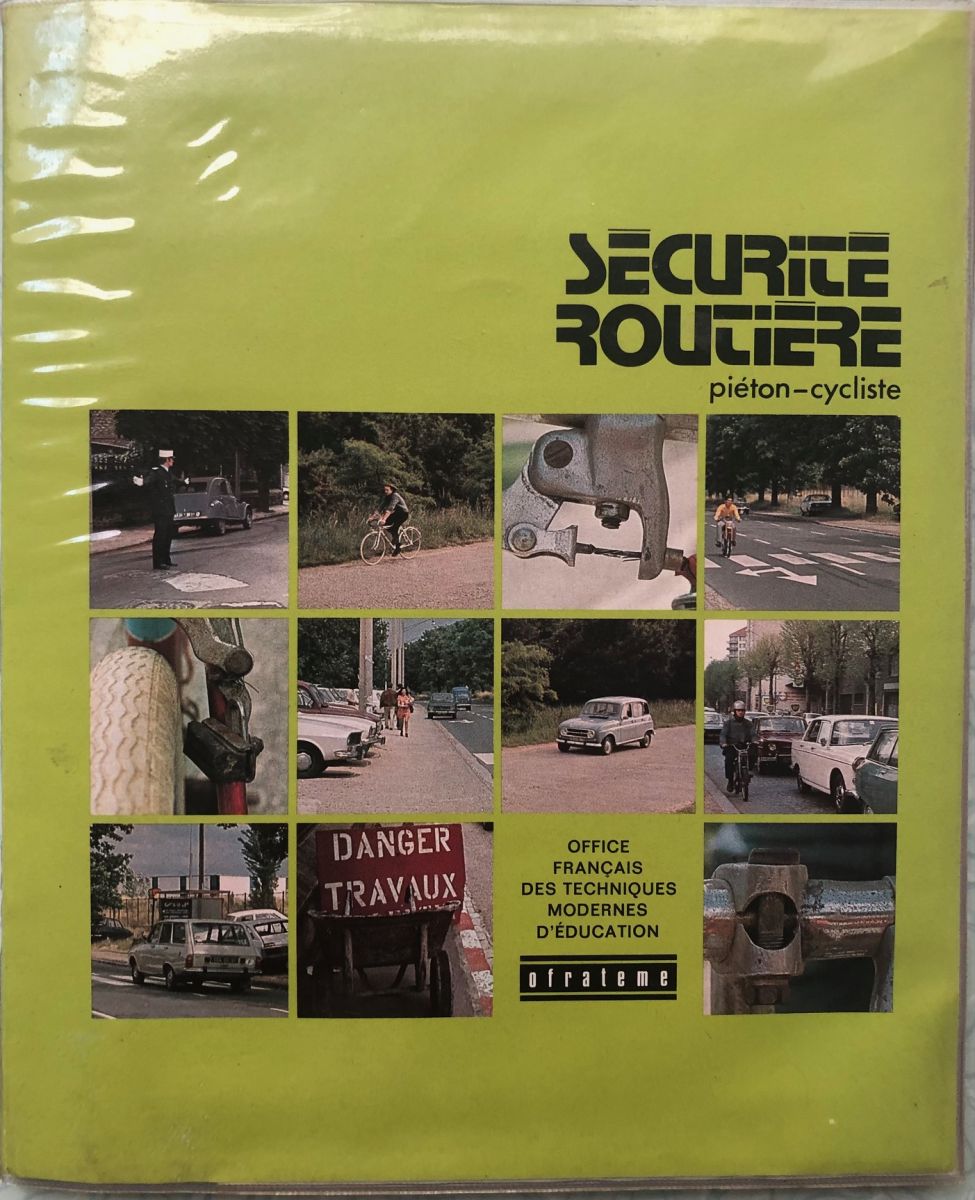 SÉCURITÉ
ROUTIÈRE
piéton–cycliste
DANGER
TRAVAUX
OFFICE
FRANÇAIS
DES TECHNIQUES
MODERNES
D'ÉDUCATION
ofrateme